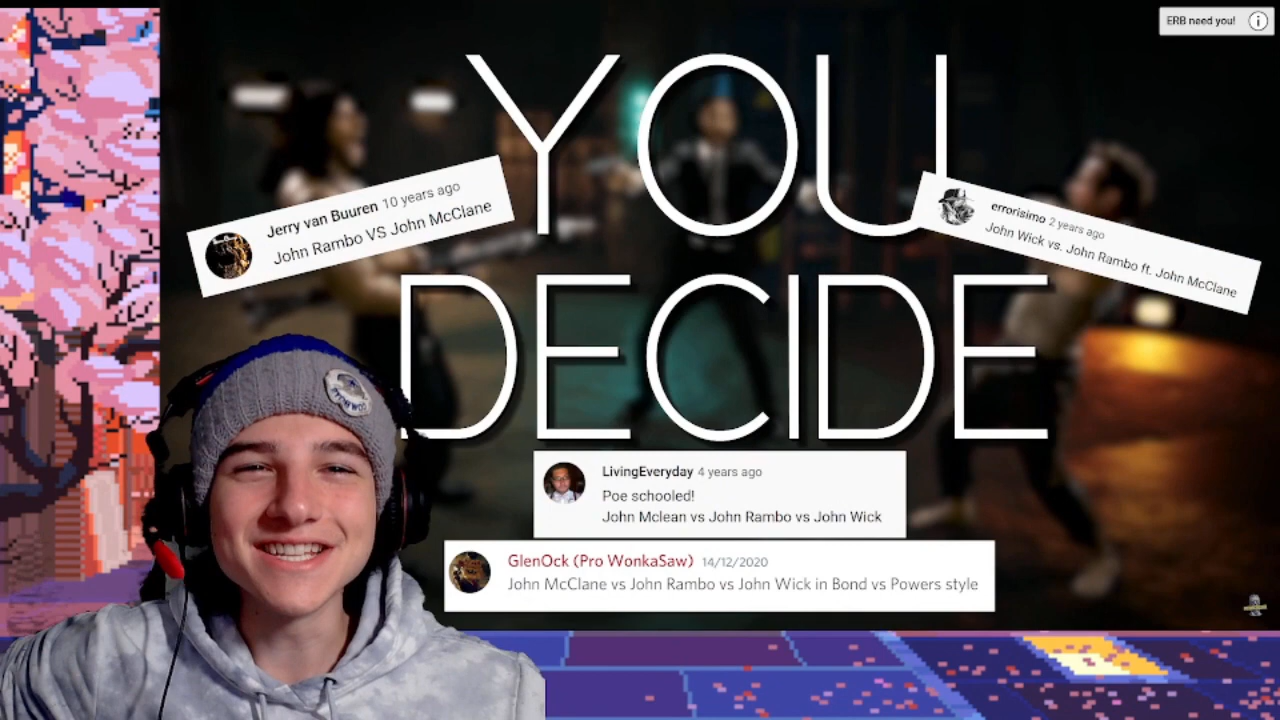 ERB need you!
YOU
Jerry van Buuren 10 years ago
John Rambo VS John McClane
errorisimo 2 years ago
John Wick vs. John Rambo ft. John McClane
DECIDE
LivingEveryday 4 years ago
Poe schooled!
John Mclean vs John Rambo vs John Wick
GlenOck (Pro WonkaSaw) 14/12/2020
John McClane vs John Rambo vs John Wick in Bond vs Powers style